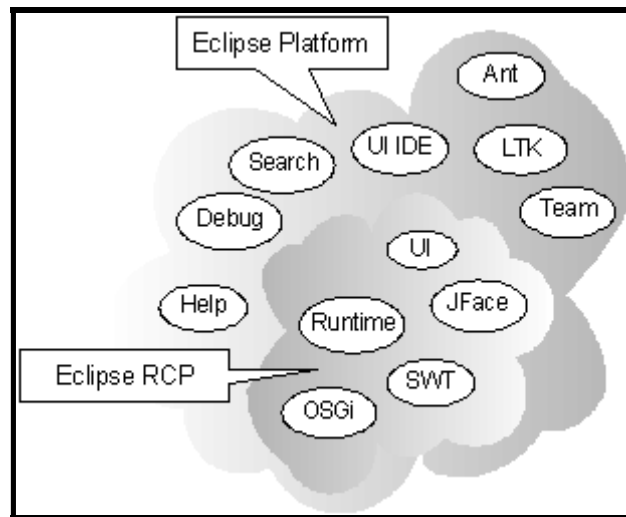 Eclipse Platform
Ant
UI IDE
LTK
Search
Team
Debug
UI
Help
JFace
Runtime
Eclipse RCP
SWT
OSGi